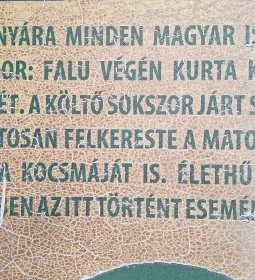 NYÁRA MINDEN MAGYAR IS
OR: FALU VÉGÉN KURTA K
ÉT. A KÖLTŐ SOKSZOR JÁRT S
TOSAN FELKERESTE A MATO
A KOCSMÁJÁT IS. ÉLETHŰ
EN AZ ITT TÖRTÉNT ESEMÉ